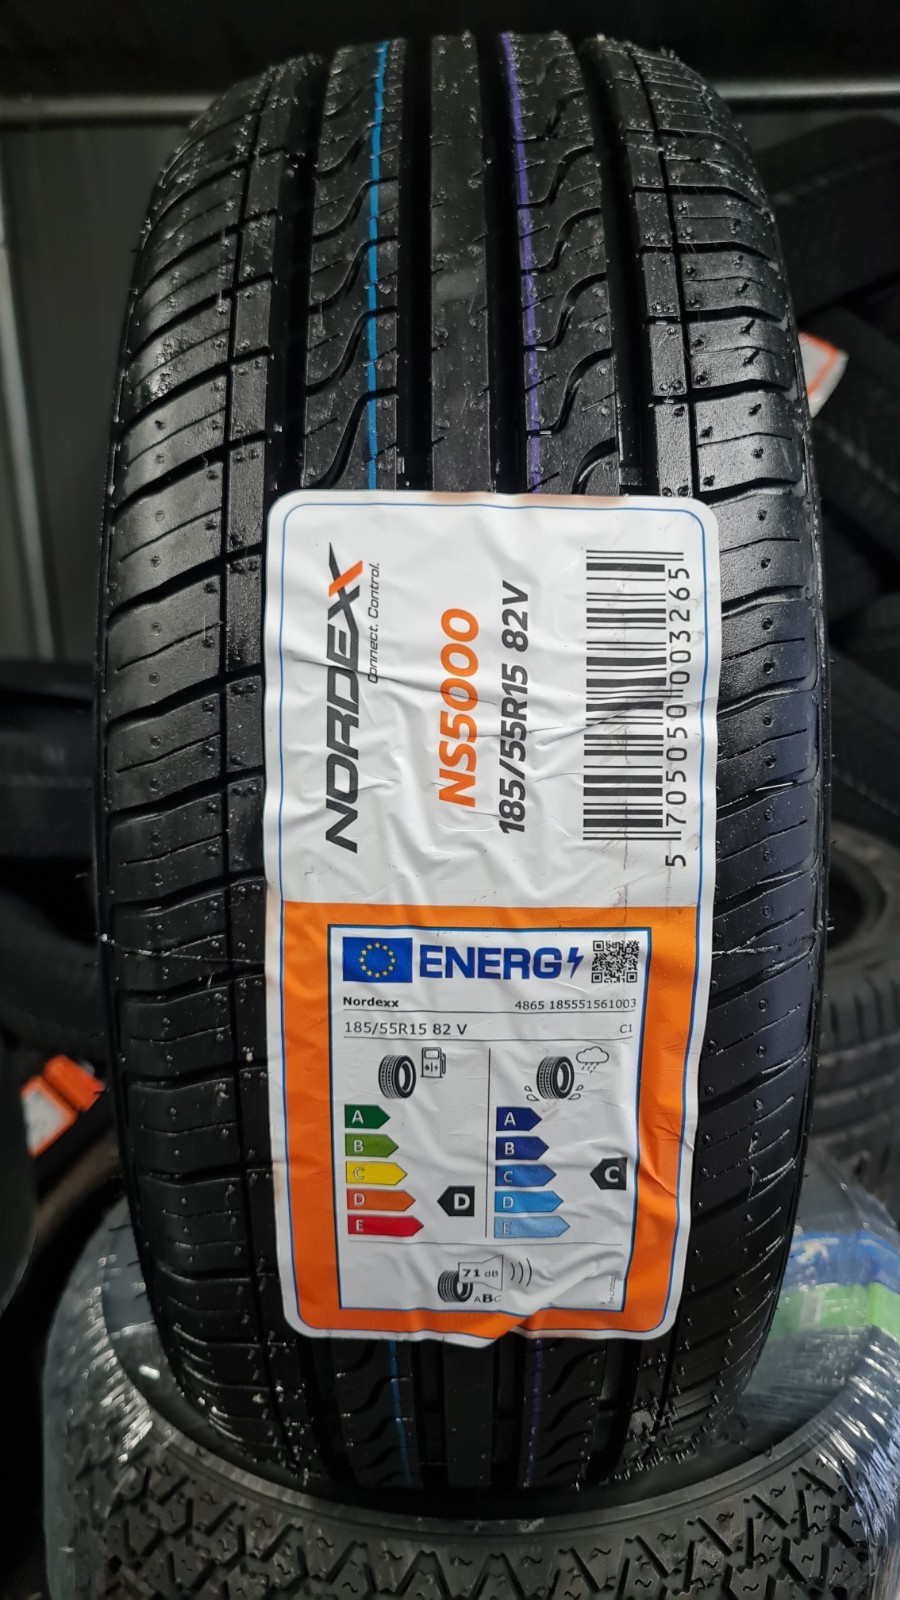 NORDEXX
Connect. Control.
NS5000
185/55R15 82V
5 705050 003265
ENERG
Nordexx
4865 185551561003
185/55R15 82 V
C1
A
B
C
D
E
D
A
B
C
D
E
C
71 dB
ABC